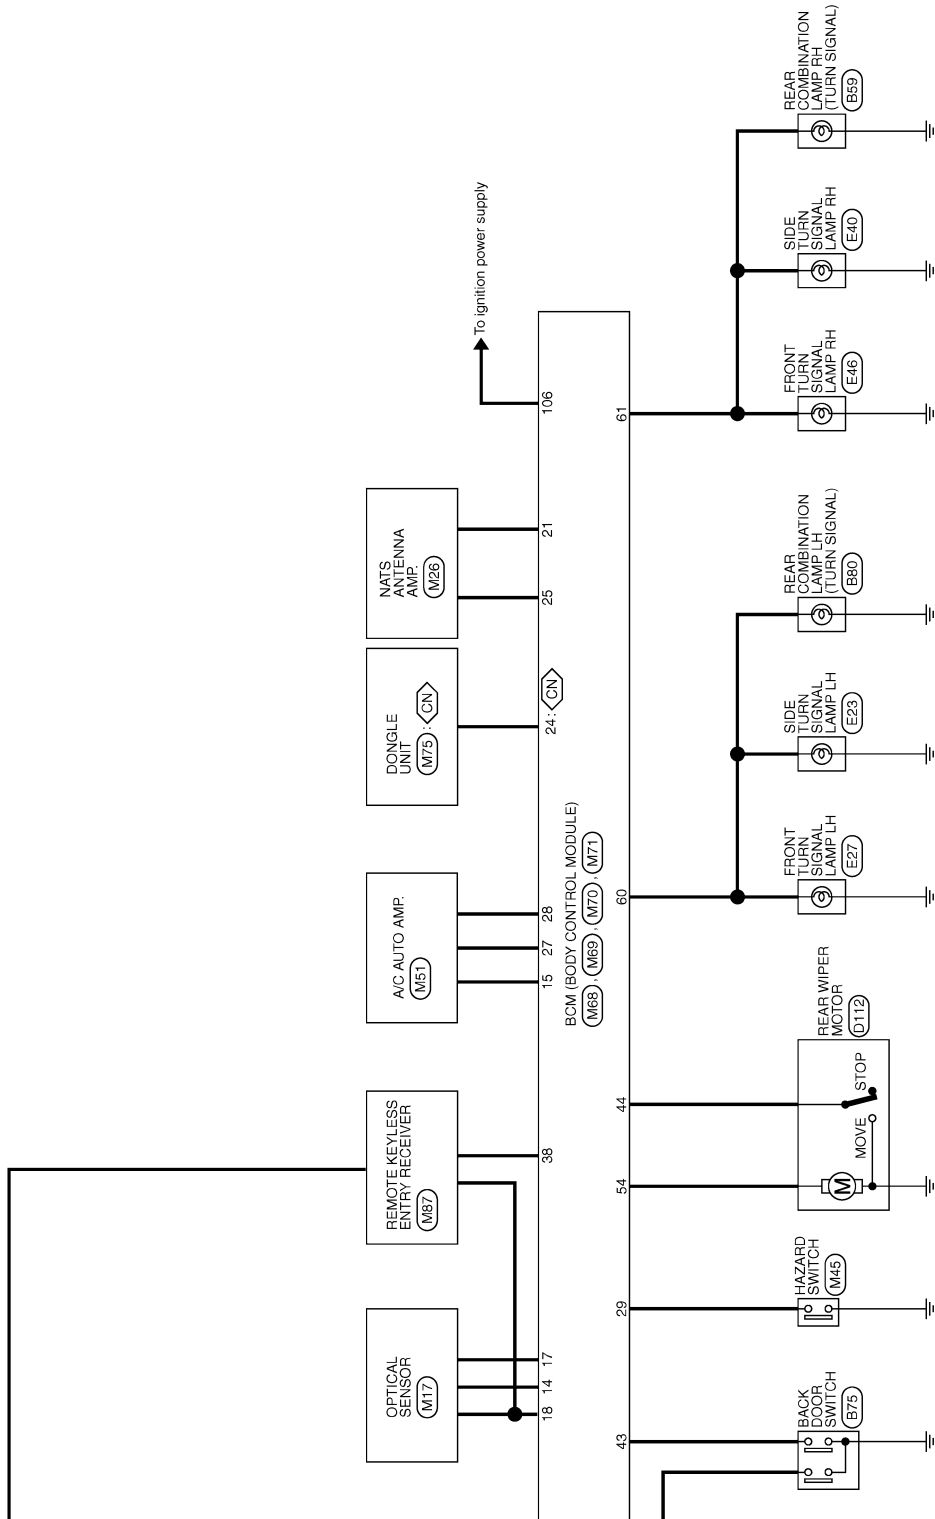 REAR
COMBINATION
LAMP RH
(TURN SIGNAL)
B59
SIDE
TURN
SIGNAL
LAMP RH
E40
To ignition power supply
FRONT
TURN
SIGNAL
LAMP RH
E46
106
61
NATS
ANTENNA
AMP.
M26
21
25
REAR
COMBINATION
LAMP LH
(TURN SIGNAL)
B80
DONGLE
UNIT
M75 : CN
24 : CN
SIDE
TURN
SIGNAL
LAMP LH
E23
A/C AUTO AMP.
M51
28
27
15
BCM (BODY CONTROL MODULE)
M68 , M69 , M70 , M71
60
FRONT
TURN
SIGNAL
LAMP LH
E27
REMOTE KEYLESS
ENTRY RECEIVER
M87
38
44
54
REAR WIPER
MOTOR
D112
STOP
MOVE
M
29
HAZARD
SWITCH
M45
OPTICAL
SENSOR
M17
17
14
18
43
BACK
DOOR
SWITCH
B75